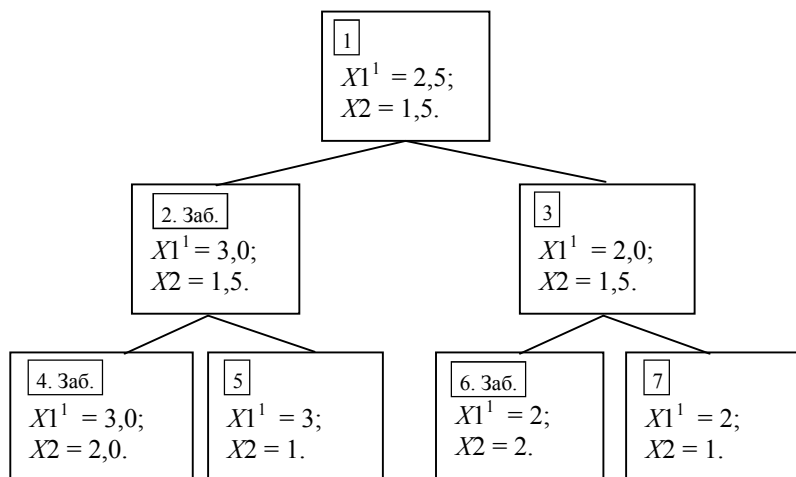 1
X1¹ = 2,5;
X2 = 1,5.
2. Заб.
X1¹ = 3,0;
X2 = 1,5.
3
X1¹ = 2,0;
X2 = 1,5.
4. Заб.
X1¹ = 3,0;
X2 = 2,0.
5
X1¹ = 3;
X2 = 1.
6. Заб.
X1¹ = 2;
X2 = 2.
7
X1¹ = 2;
X2 = 1.